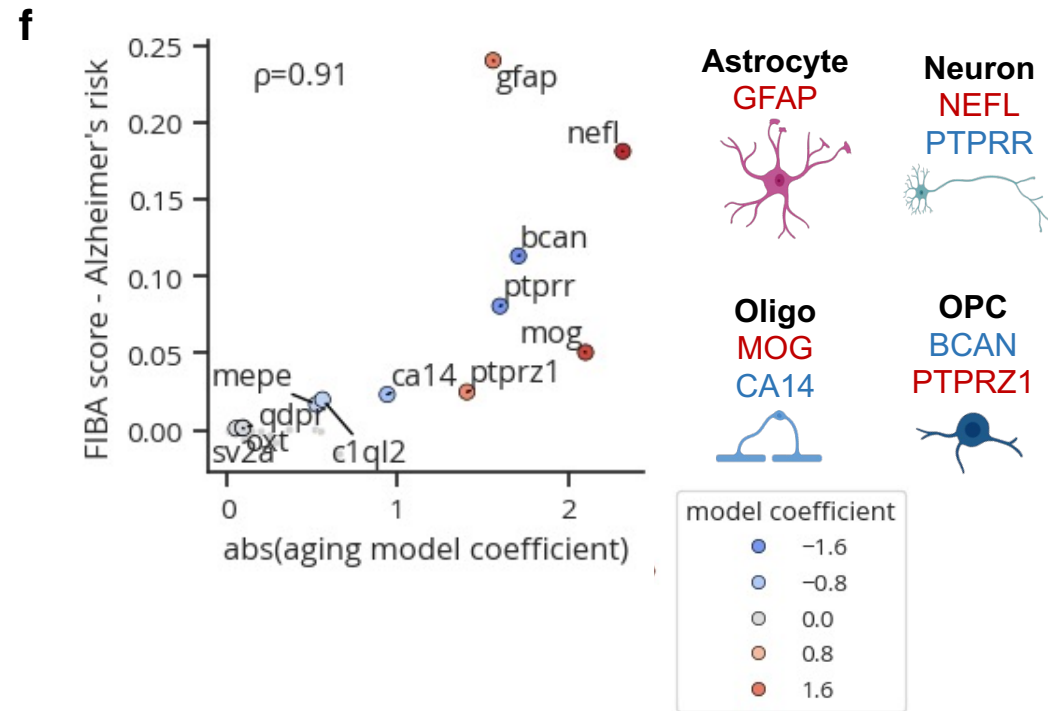 f
FIBA score - Alzheimer's risk
0.25
0.20
0.15
0.10
0.05
0.00
ρ=0.91
gfap
nefl
bcan
ptprr
mog
mepe
ca14
ptprz1
qdpr
oxt
sv2a
c1ql2
0
1
2
abs(aging model coefficient)
Astrocyte
GFAP
Neuron
NEFL
PTPRR
Oligo
MOG
CA14
OPC
BCAN
PTPRZ1
model coefficient
−1.6
−0.8
0.0
0.8
1.6